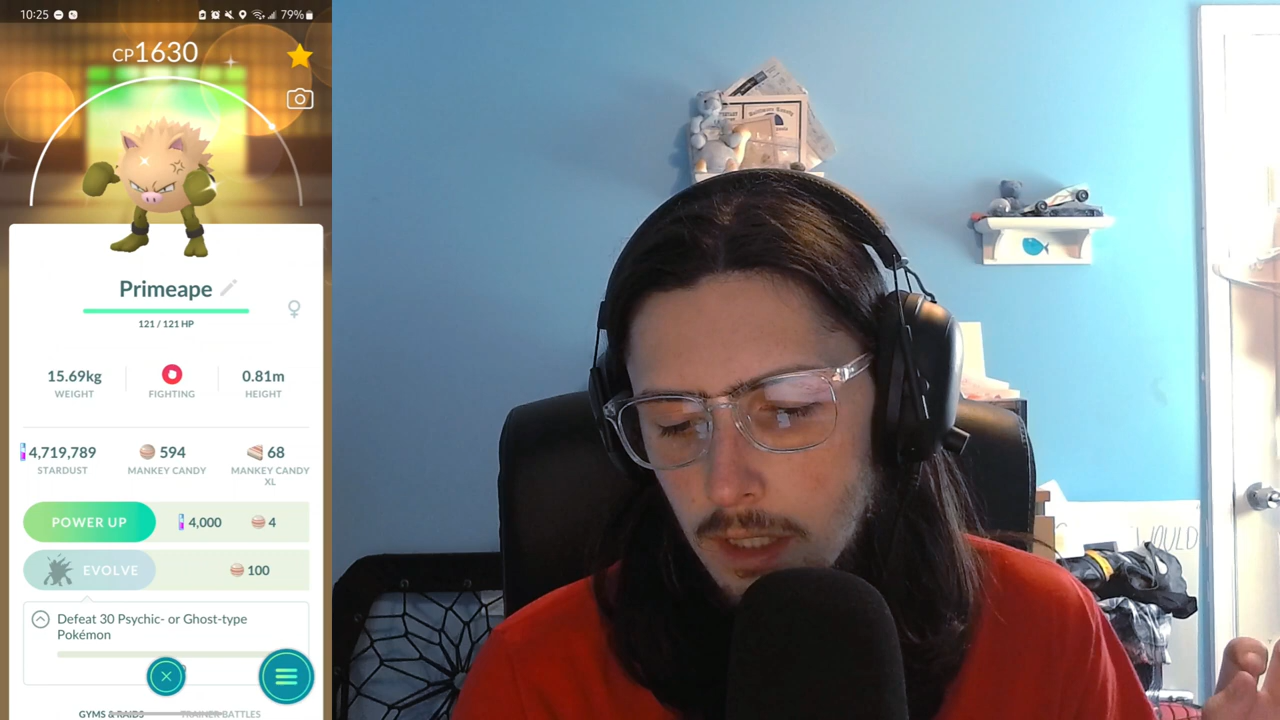 10:25
79%
CP1630
Primeape
121 / 121 HP
15.69kg
WEIGHT
FIGHTING
0.81m
HEIGHT
4,719,789
STARDUST
594
MANKEY CANDY
68
MANKEY CANDY
XL
POWER UP
4,000
4
EVOLVE
100
Defeat 30 Psychic- or Ghost-type
Pokémon
GYMS & RAIDS
TRAINER BATTLES
WOULD